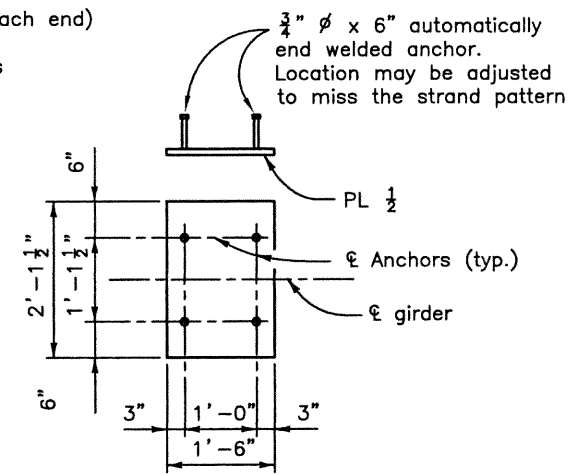 ach end)
s
3/4" ø x 6" automatically
end welded anchor.
Location may be adjusted
to miss the strand pattern
6"
PL 1/2
2'-1 1/2"
1'-1 1/2"
℄ Anchors (typ.)
℄ girder
6"
3"
1'-0"
3"
1'-6"